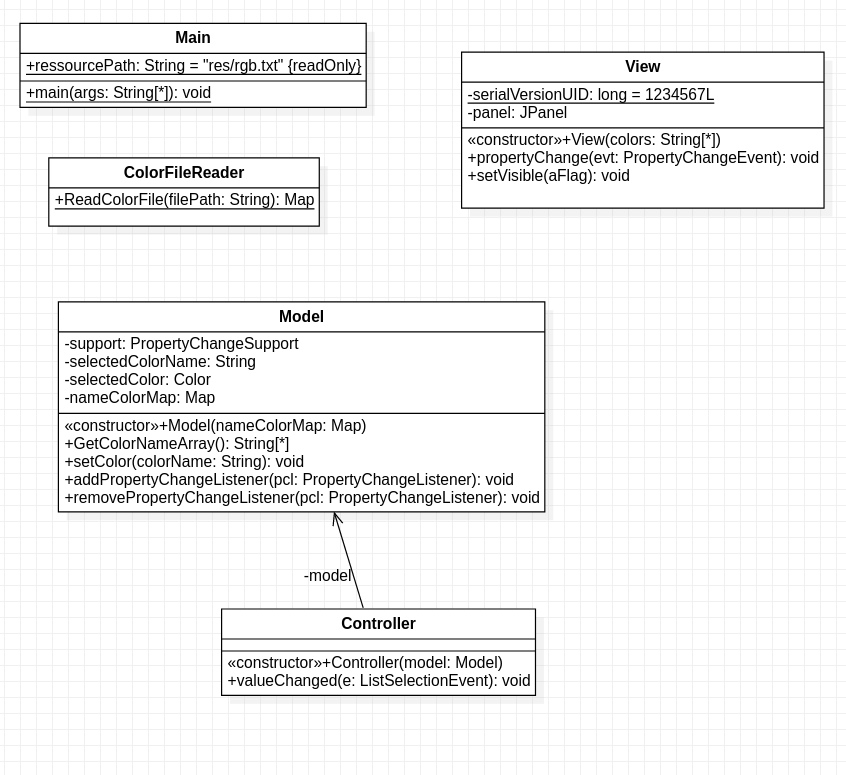 Main
+ressourcePath: String = "res/rgb.txt" {readOnly}
+main(args: String[*]): void
View
-serialVersionUID: long = 1234567L
-panel: JPanel
«constructor»+View(colors: String[*])
+propertyChange(evt: PropertyChangeEvent): void
+setVisible(aFlag): void
ColorFileReader
+ReadColorFile(filePath: String): Map
Model
-support: PropertyChangeSupport
-selectedColorName: String
-selectedColor: Color
-nameColorMap: Map
«constructor»+Model(nameColorMap: Map)
+GetColorNameArray(): String[*]
+setColor(colorName: String): void
+addPropertyChangeListener(pcl: PropertyChangeListener): void
+removePropertyChangeListener(pcl: PropertyChangeListener): void
-model
Controller
«constructor»+Controller(model: Model)
+valueChanged(e: ListSelectionEvent): void